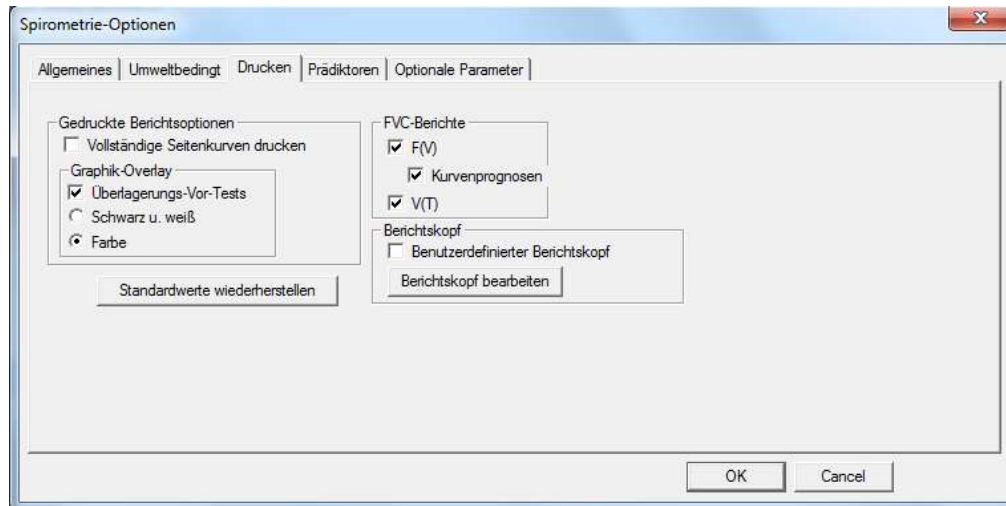 Spirometrie-Optionen
Allgemeines
Umweltbedingt
Drucken
Prädiktoren
Optionale Parameter
Gedruckte Berichtsoptionen
Vollständige Seitenkurven drucken
Graphik-Overlay
Überlagerungs-Vor-Tests
Schwarz u. weiß
Farbe
Standardwerte wiederherstellen
FVC-Berichte
F(V)
Kurvenprognosen
V(T)
Berichtskopf
Benutzerdefinierter Berichtskopf
Berichtskopf bearbeiten
OK
Cancel